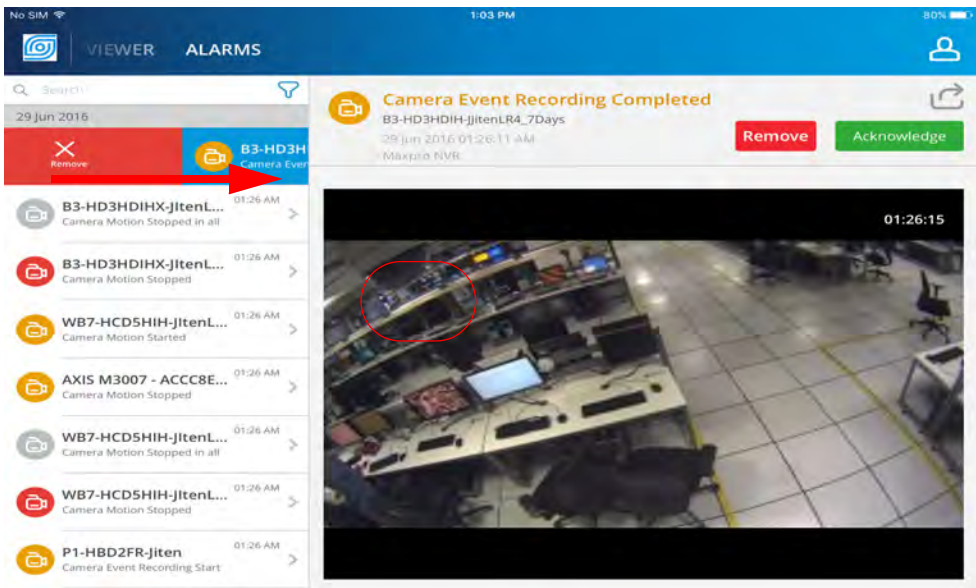 No SIM
1:03 PM
80%
VIEWER
ALARMS
Search
29 Jun 2016
Remove
B3-HD3H
Camera Even
B3-HD3HDIHX-JItenL...
01:26 AM
Camera Motion Stopped in all
B3-HD3HDIHX-JItenL...
01:26 AM
Camera Motion Stopped
WB7-HCD5HIH-JItenL...
01:26 AM
Camera Motion Started
AXIS M3007 - ACCC8E...
01:26 AM
Camera Motion Stopped
WB7-HCD5HIH-JItenL...
01:26 AM
Camera Motion Stopped in all
WB7-HCD5HIH-JItenL...
01:26 AM
Camera Motion Stopped
P1-HBD2FR-Jiten
01:26 AM
Camera Event Recording Start
Camera Event Recording Completed
B3-HD3HDIH-JJitenLR4_7Days
29 Jun 2016 01:26:11 AM
Maxpro NVR
Remove
Acknowledge
01:26:15